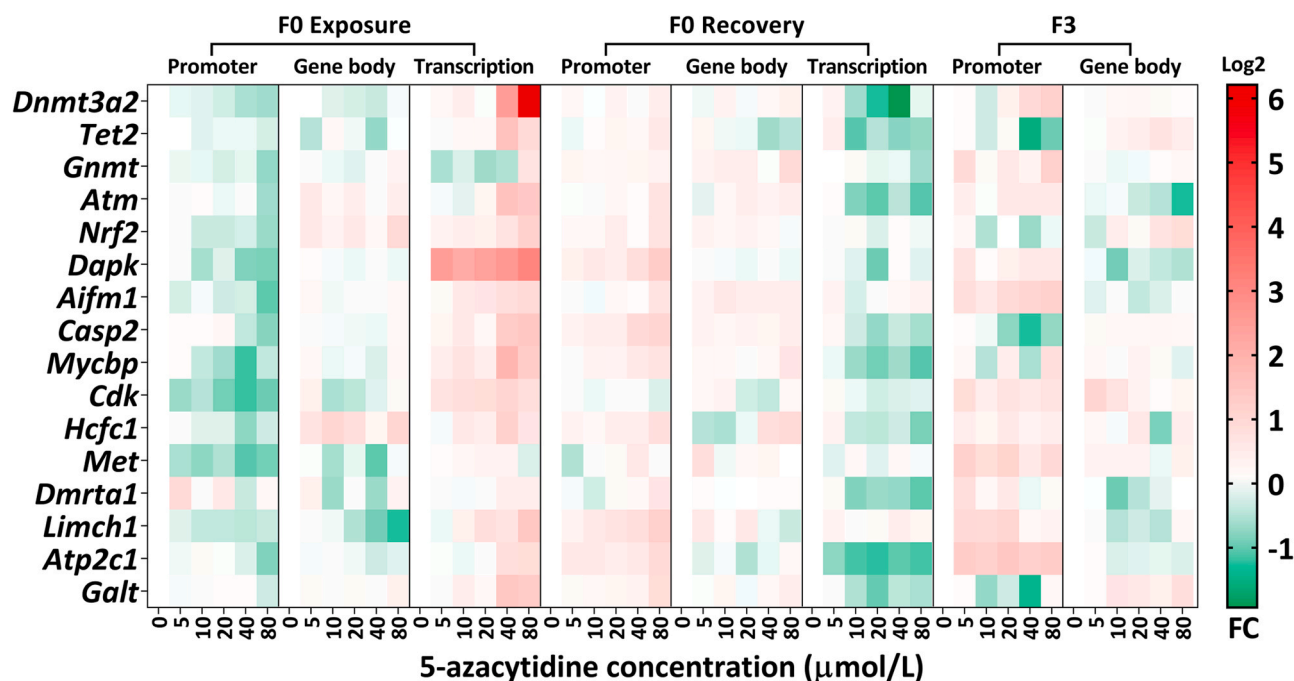 F0 Exposure F0 Recovery F3
Promoter Gene body Transcription Promoter Gene body Transcription Promoter Gene body Log2
Dnmt3a2
Tet2
Gnmt
Atm
Nrf2
Dapk
Aifm1
Casp2
Mycbp
Cdk
Hcfc1
Met
Dmrta1
Limch1
Atp2c1
Galt
6
5
4
3
2
1
0
-1
FC
0 5 10 20 40 80 0 5 10 20 40 80 0 5 10 20 40 80 0 5 10 20 40 80 0 5 10 20 40 80 0 5 10 20 40 80 0 5 10 20 40 80 0 5 10 20 40 80
5-azacytidine concentration (μmol/L)